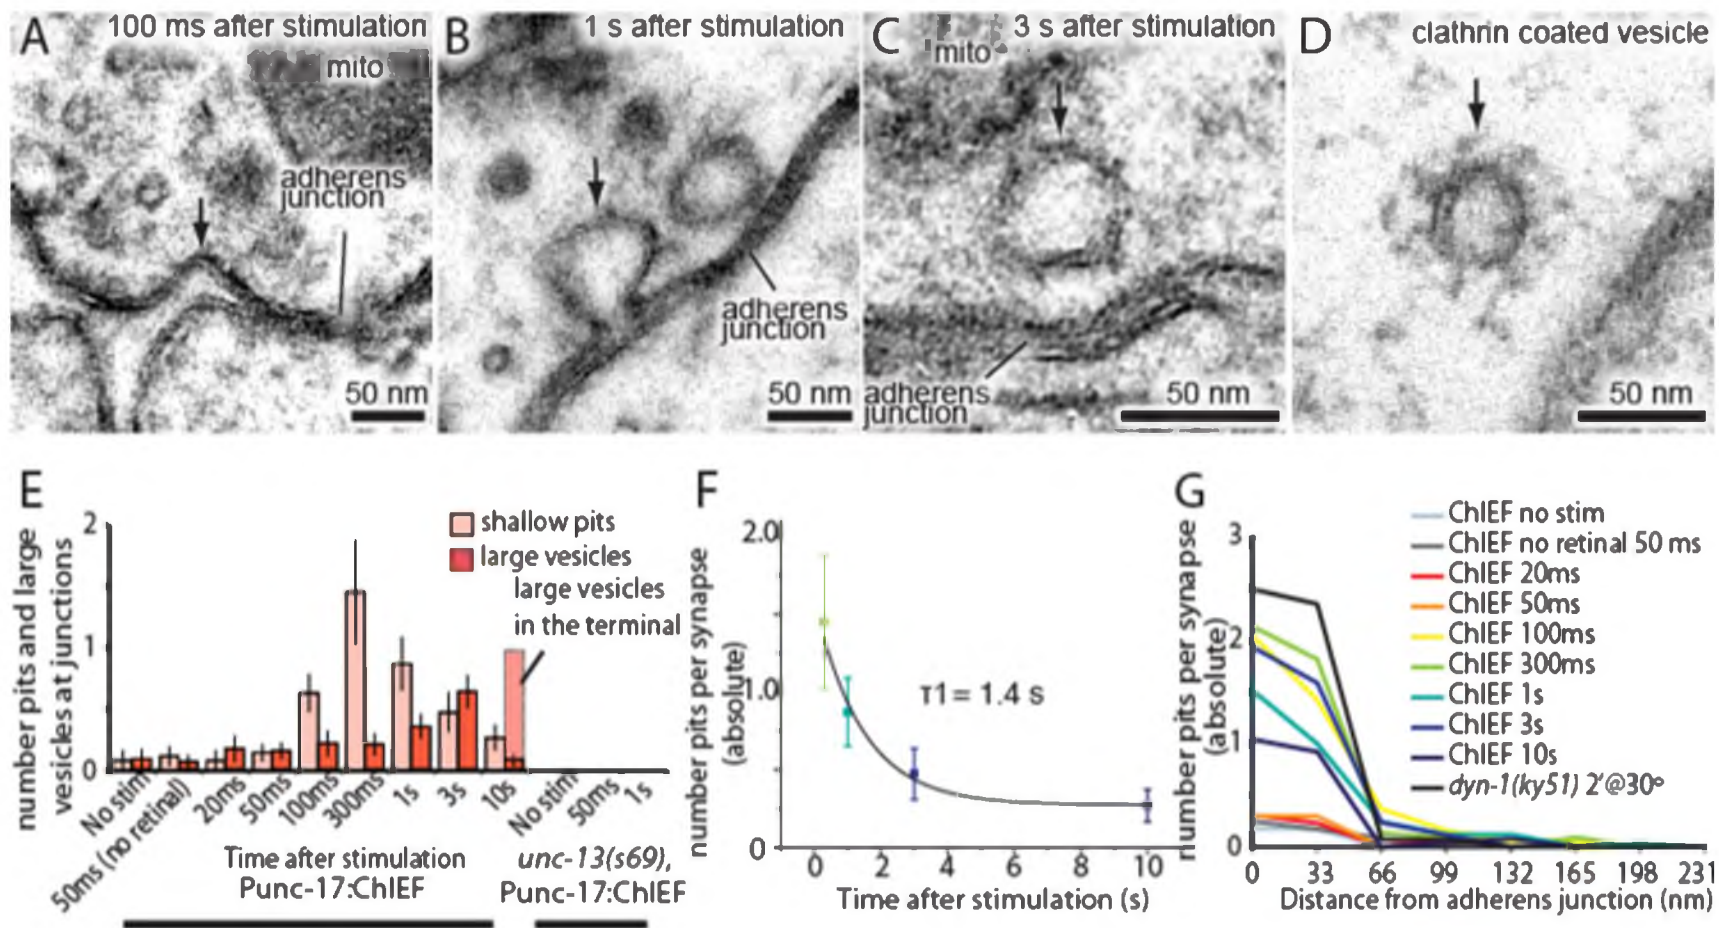 A
100 ms after stimulation
mito
adherens
junction
50 nm
B
1 s after stimulation
adherens
junction
50 nm
C
3 s after stimulation
mito
adherens
junction
50 nm
D
clathrin coated vesicle
50 nm
E
number pits and large
vesicles at junctions
2
1
0
shallow pits
large vesicles
large vesicles
in the terminal
No stim
50ms (no retinal)
20ms
50ms
100ms
300ms
1s
3s
10s
No stim
50ms
1s
Time after stimulation
Punc-17:ChIEF
unc-13(s69),
Punc-17:ChIEF
F
number pits per synapse
(absolute)
2.0
1.0
0
τ1 = 1.4 s
0 2 4 6 8 10
Time after stimulation (s)
G
number pits per synapse
(absolute)
3
2
1
0
ChIEF no stim
ChIEF no retinal 50 ms
ChIEF 20ms
ChIEF 50ms
ChIEF 100ms
ChIEF 300ms
ChIEF 1s
ChIEF 3s
ChIEF 10s
dyn-1(ky51) 2'@30°
0 33 66 99 132 165 198 231
Distance from adherens junction (nm)